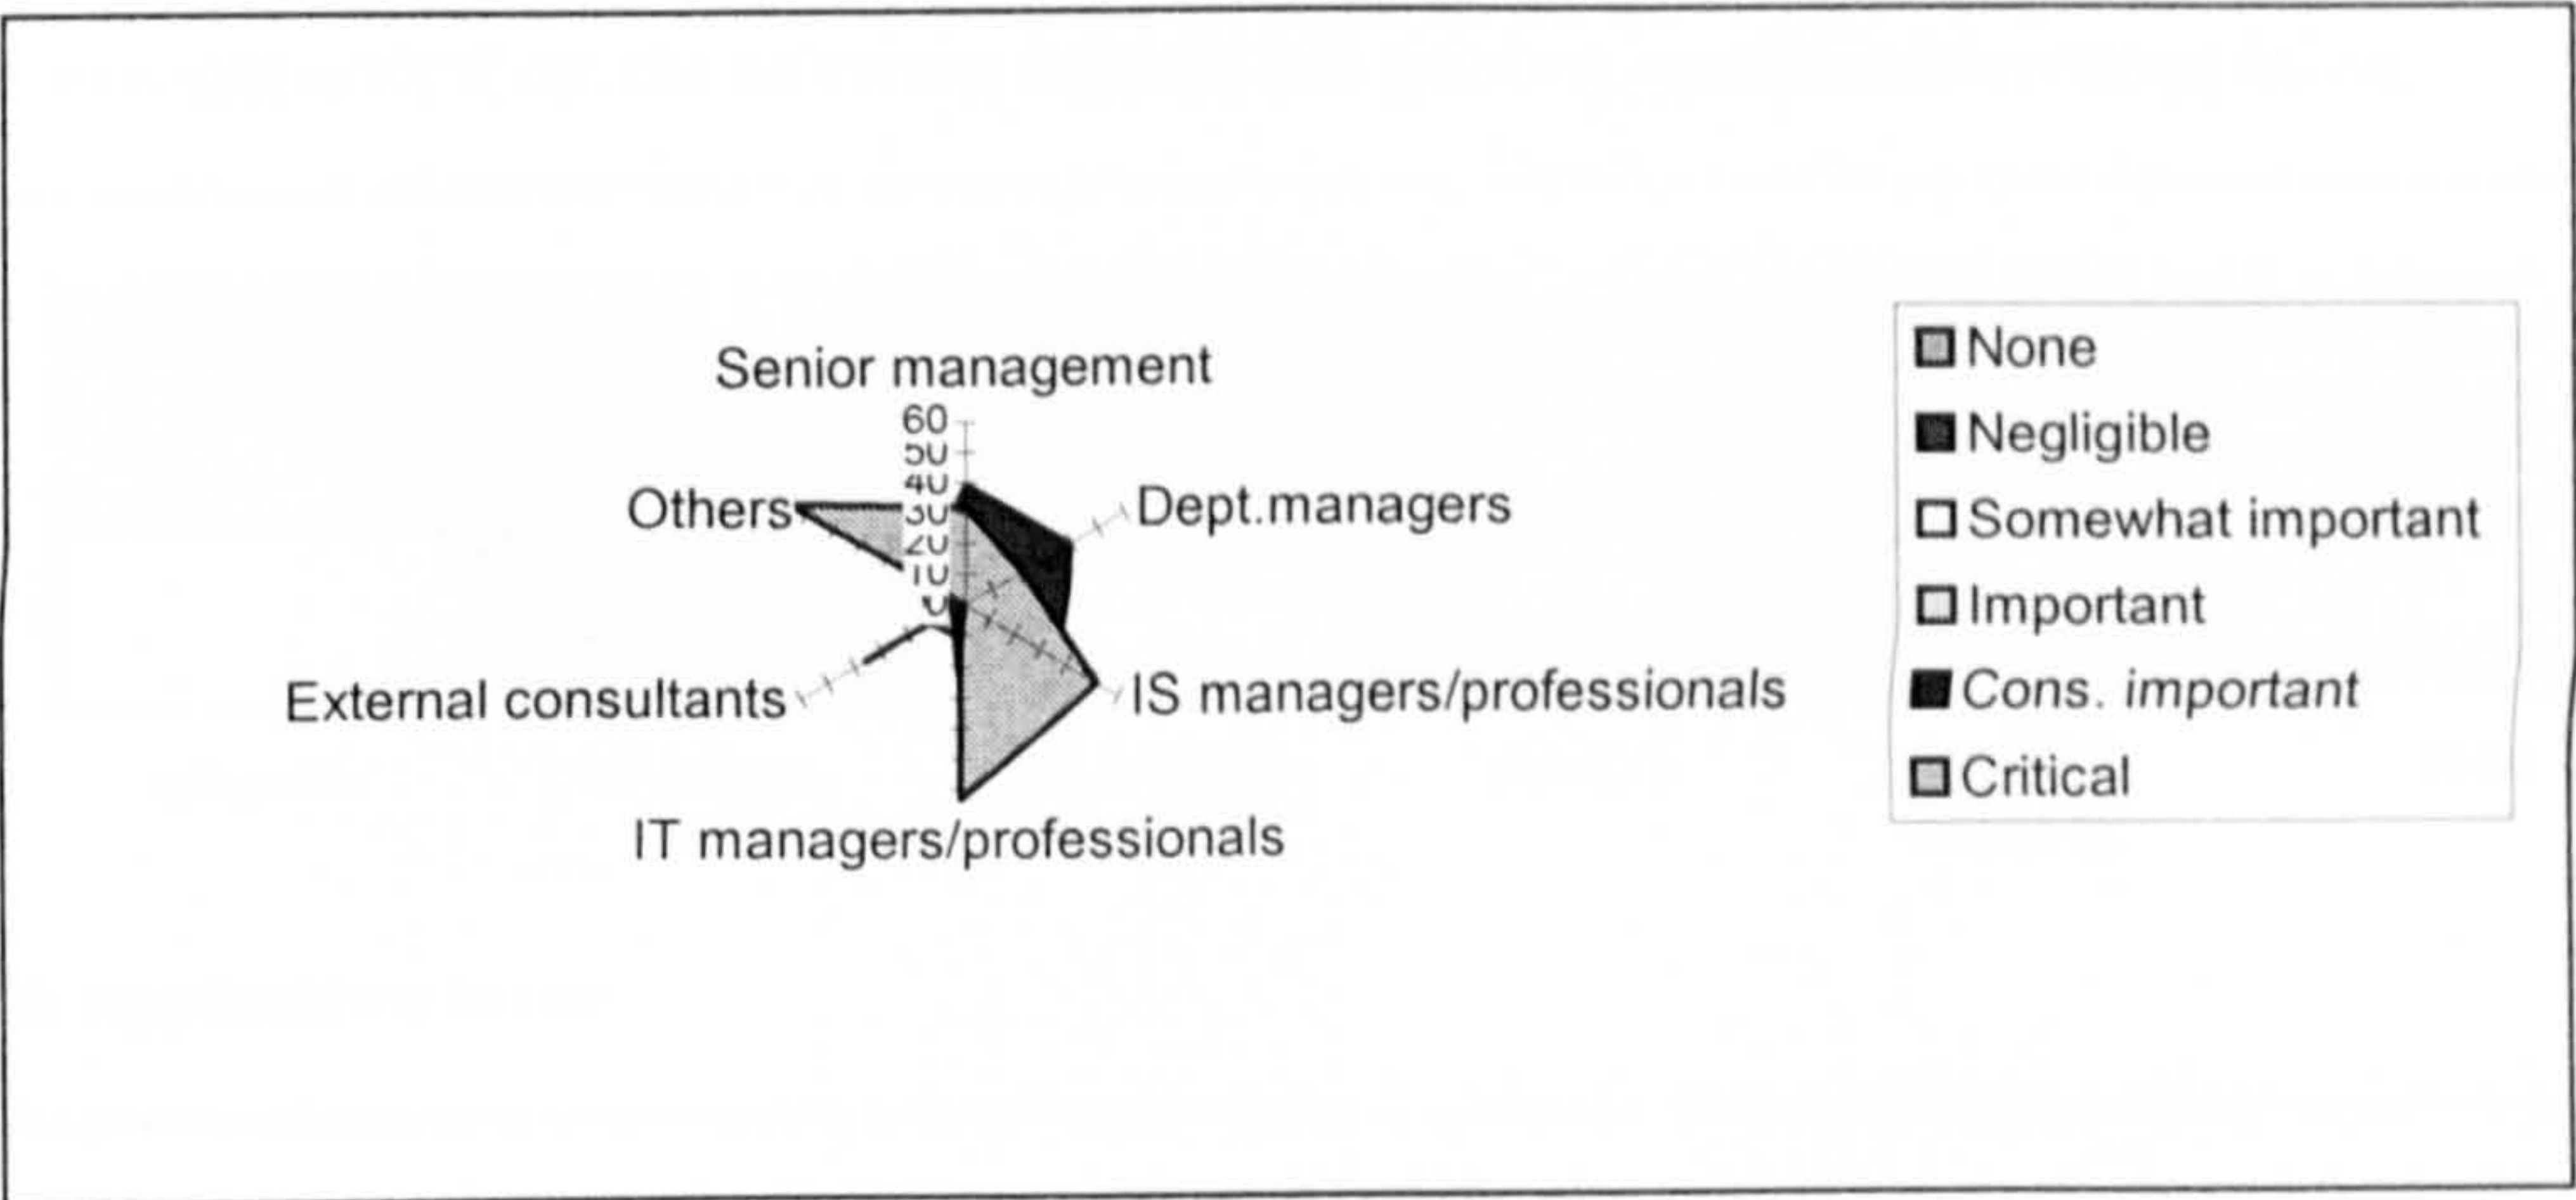 Senior management
60
50
40
30
20
10
0
Others
Dept.managers
External consultants
IS managers/professionals
IT managers/professionals
None
Negligible
Somewhat important
Important
Cons. important
Critical